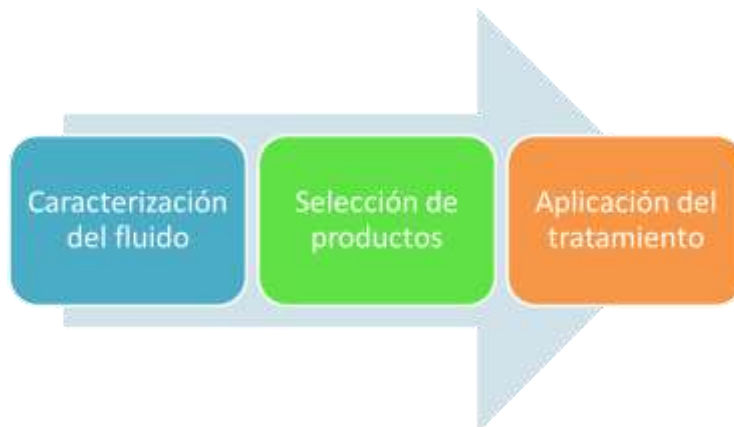 Caracterización
del fluido
Selección de
productos
Aplicación del
tratamiento